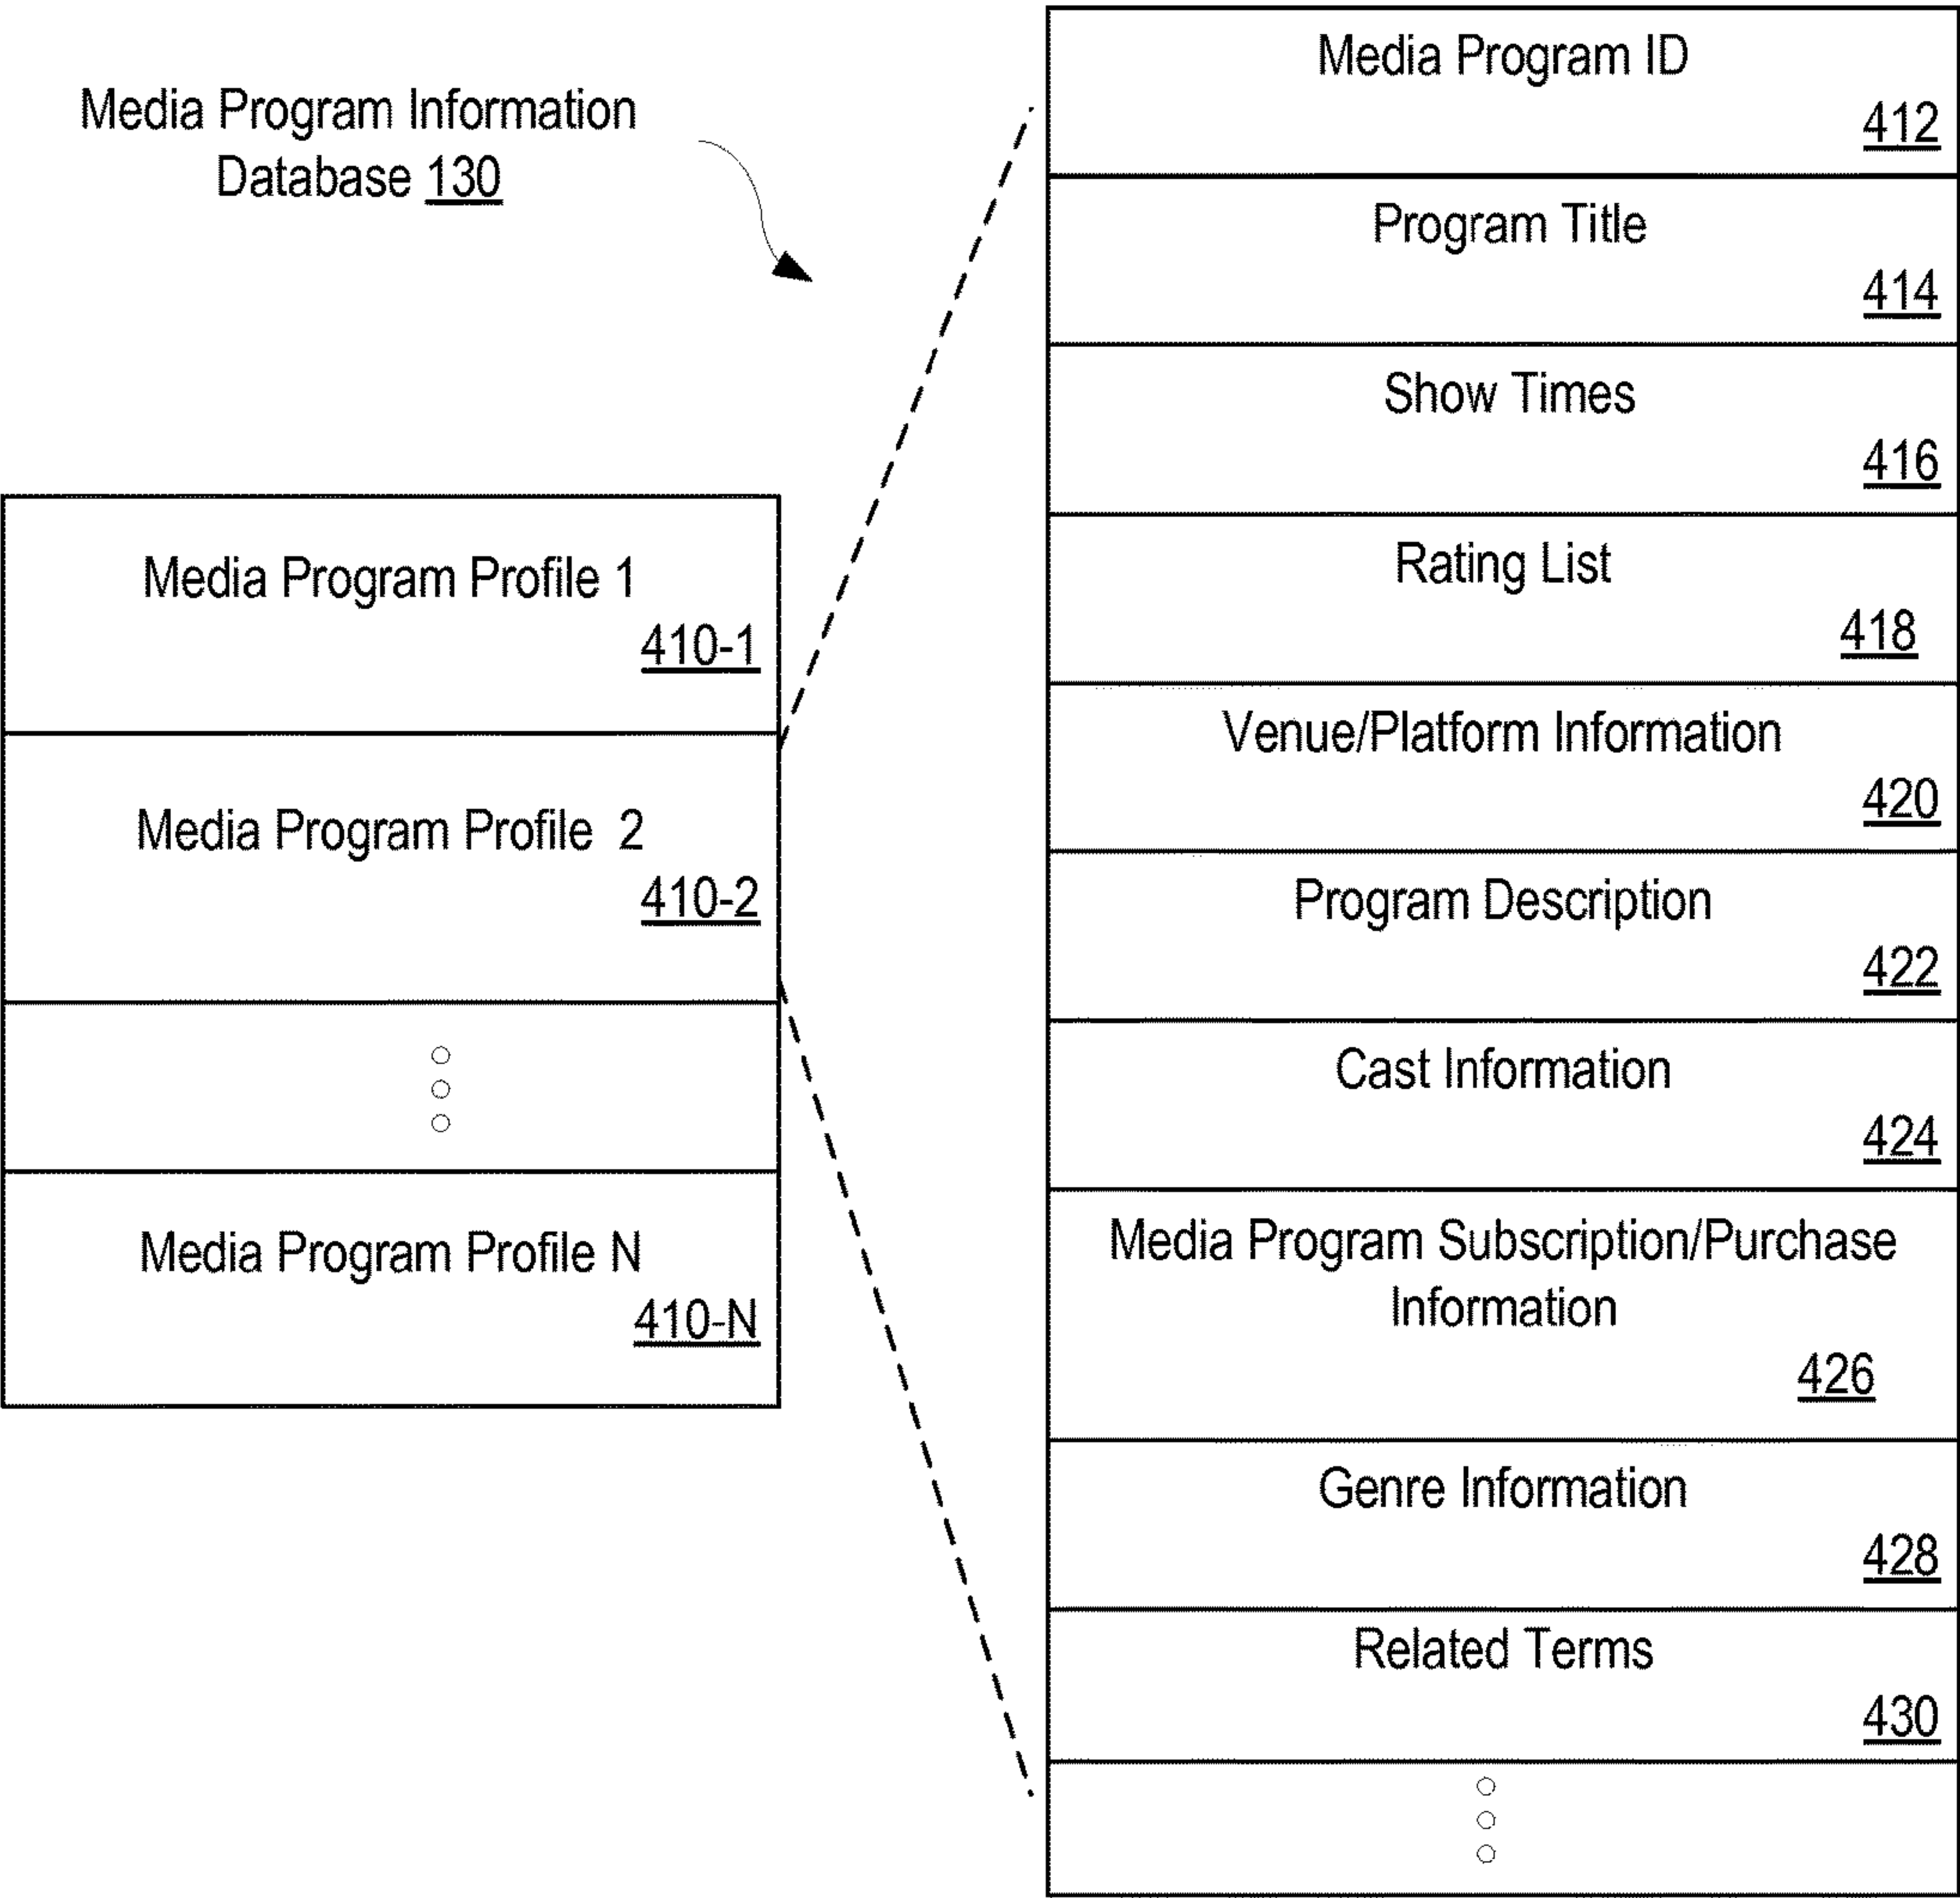 Media Program Information
Database 130
Media Program Profile 1
410-1
Media Program Profile 2
410-2
Media Program Profile N
410-N
Media Program ID
412
Program Title
414
Show Times
416
Rating List
418
Venue/Platform Information
420
Program Description
422
Cast Information
424
Media Program Subscription/Purchase
Information
426
Genre Information
428
Related Terms
430